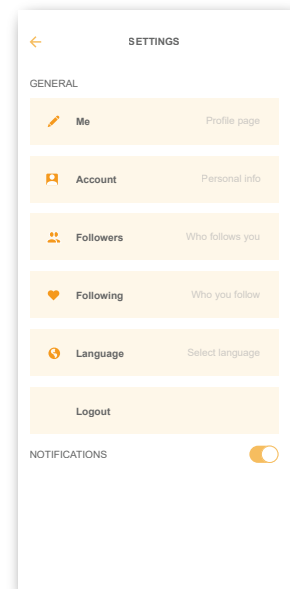 SETTINGS
GENERAL
Me Profile page
Account Personal info
Followers Who follows you
Following Who you follow
Language Select language
Logout
NOTIFICATIONS